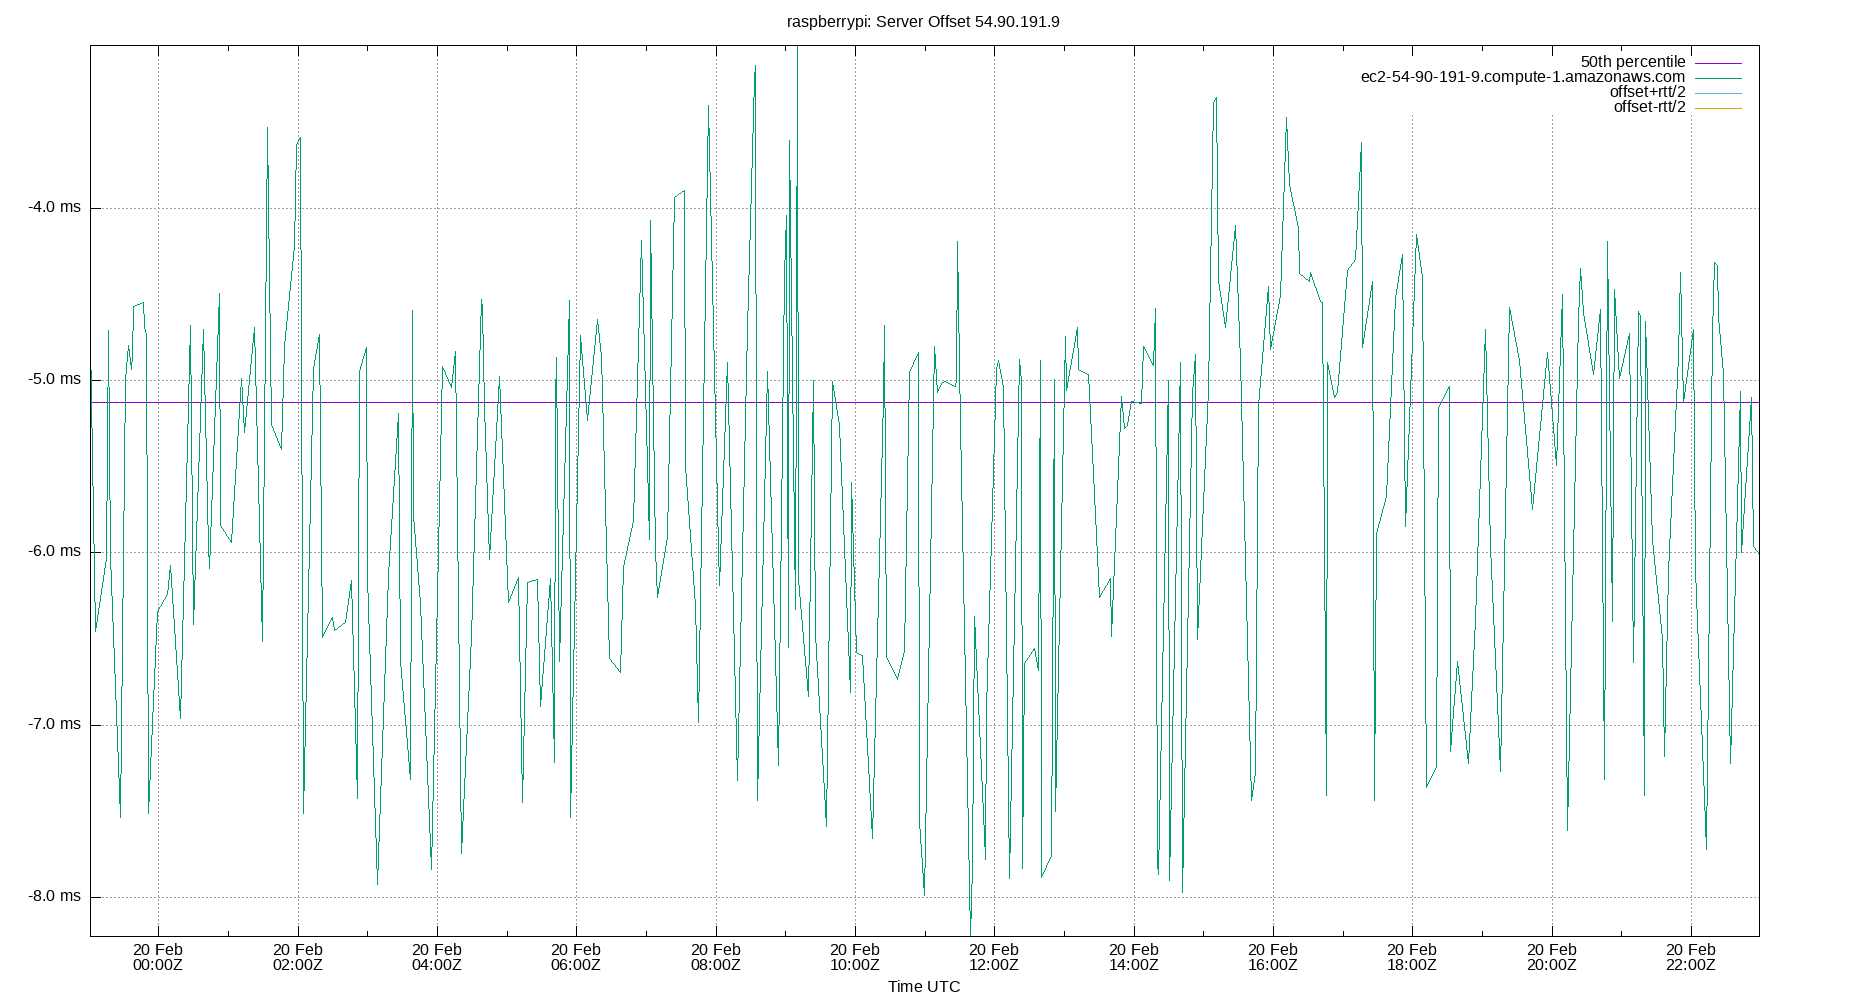 raspberrypi: Server Offset 54.90.191.9
50th percentile
ec2-54-90-191-9.compute-1.amazonaws.com
offset+rtt/2
offset-rtt/2
-4.0 ms
-5.0 ms
-6.0 ms
-7.0 ms
-8.0 ms
20 Feb 20 Feb 20 Feb 20 Feb 20 Feb 20 Feb 20 Feb 20 Feb 20 Feb 20 Feb 20 Feb 20 Feb
00:00Z 02:00Z 04:00Z 06:00Z 08:00Z 10:00Z 12:00Z 14:00Z 16:00Z 18:00Z 20:00Z 22:00Z
Time UTC